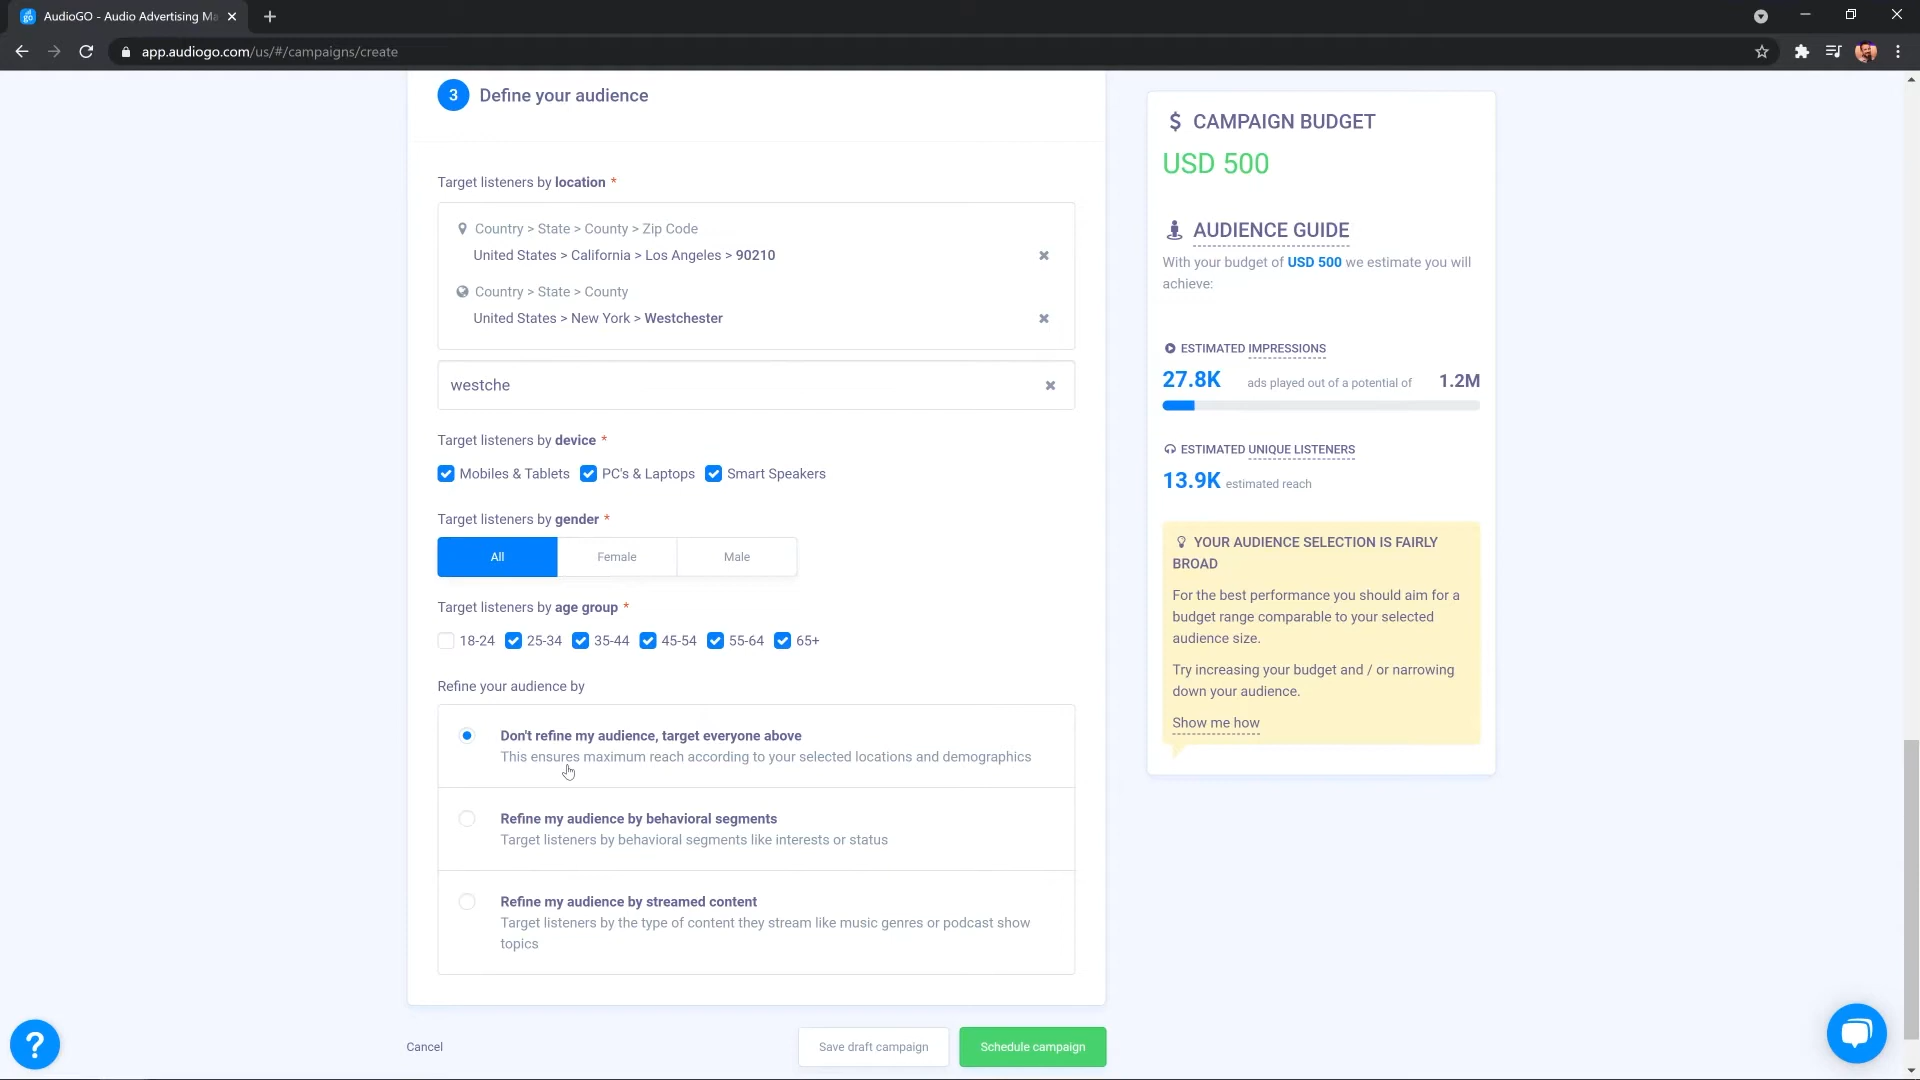 AudioGO - Audio Advertising Ma
app.audiogo.com/us/#/campaigns/create
3 Define your audience
Target listeners by location *
Country > State > County > Zip Code
United States > California > Los Angeles > 90210
Country > State > County
United States > New York > Westchester
westche
Target listeners by device *
Mobiles & Tablets PC's & Laptops Smart Speakers
Target listeners by gender *
All Female Male
Target listeners by age group *
18-24 25-34 35-44 45-54 55-64 65+
Refine your audience by
Don't refine my audience, target everyone above
This ensures maximum reach according to your selected locations and demographics
Refine my audience by behavioral segments
Target listeners by behavioral segments like interests or status
Refine my audience by streamed content
Target listeners by the type of content they stream like music genres or podcast show
topics
Cancel
Save draft campaign
Schedule campaign
$ CAMPAIGN BUDGET
USD 500
AUDIENCE GUIDE
With your budget of USD 500 we estimate you will
achieve:
ESTIMATED IMPRESSIONS
27.8K ads played out of a potential of 1.2M
ESTIMATED UNIQUE LISTENERS
13.9K estimated reach
YOUR AUDIENCE SELECTION IS FAIRLY
BROAD
For the best performance you should aim for a
budget range comparable to your selected
audience size.
Try increasing your budget and / or narrowing
down your audience.
Show me how
?